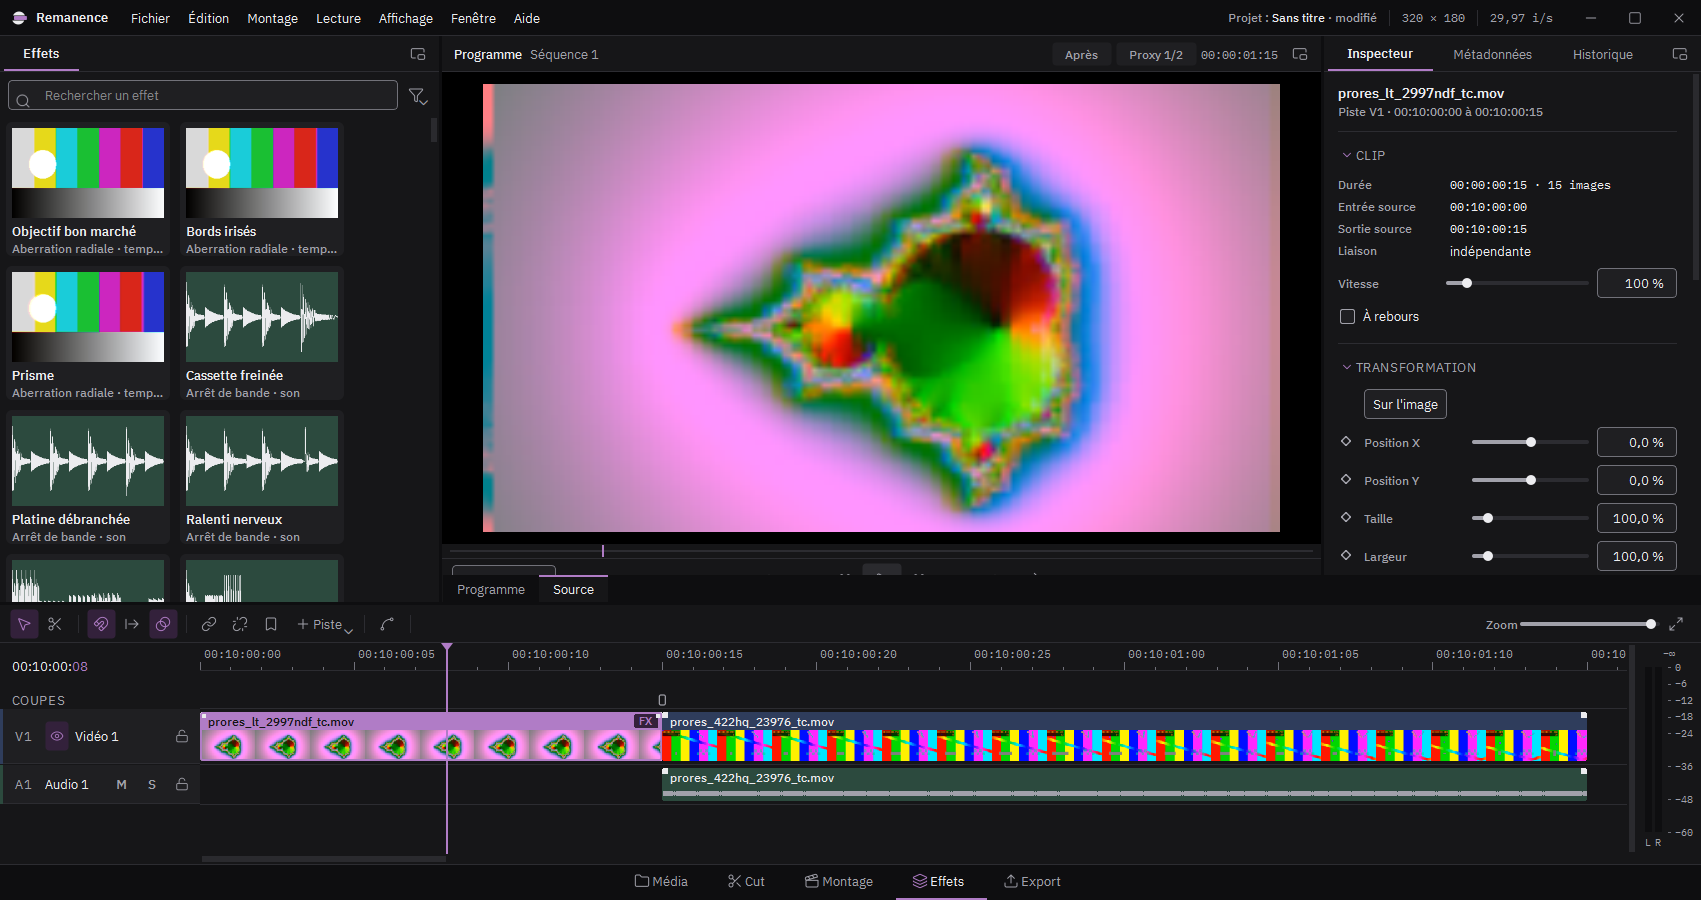 Remanence Fichier Édition Montage Lecture Affichage Fenêtre Aide
Projet : Sans titre · modifié 320 × 180 29,97 i/s
Effets
Rechercher un effet
Objectif bon marché
Aberration radiale · temp…
Bords irisés
Aberration radiale · temp…
Prisme
Aberration radiale · temp…
Cassette freinée
Arrêt de bande · son
Platine débranchée
Arrêt de bande · son
Ralenti nerveux
Arrêt de bande · son
Programme Séquence 1 Après Proxy 1/2 00:00:01:15
Programme Source
Inspecteur Métadonnées Historique
prores_lt_2997ndf_tc.mov
Piste V1 · 00:10:00:00 à 00:10:00:15
CLIP
Durée 00:00:00:15 · 15 images
Entrée source 00:10:00:00
Sortie source 00:10:00:15
Liaison indépendante
Vitesse 100 %
À rebours
TRANSFORMATION
Sur l'image
Position X 0,0 %
Position Y 0,0 %
Taille 100,0 %
Largeur 100,0 %
Piste Zoom
00:10:00:08
00:10:00:00 00:10:00:05 00:10:00:10 00:10:00:15 00:10:00:20 00:10:00:25 00:10:01:00 00:10:01:05 00:10:01:10 00:10
COUPES
V1 Vidéo 1
prores_lt_2997ndf_tc.mov FX prores_422hq_23976_tc.mov
A1 Audio 1 M S
prores_422hq_23976_tc.mov
-∞
0
-6
-12
-18
-24
-36
-48
-60
L R
Média Cut Montage Effets Export